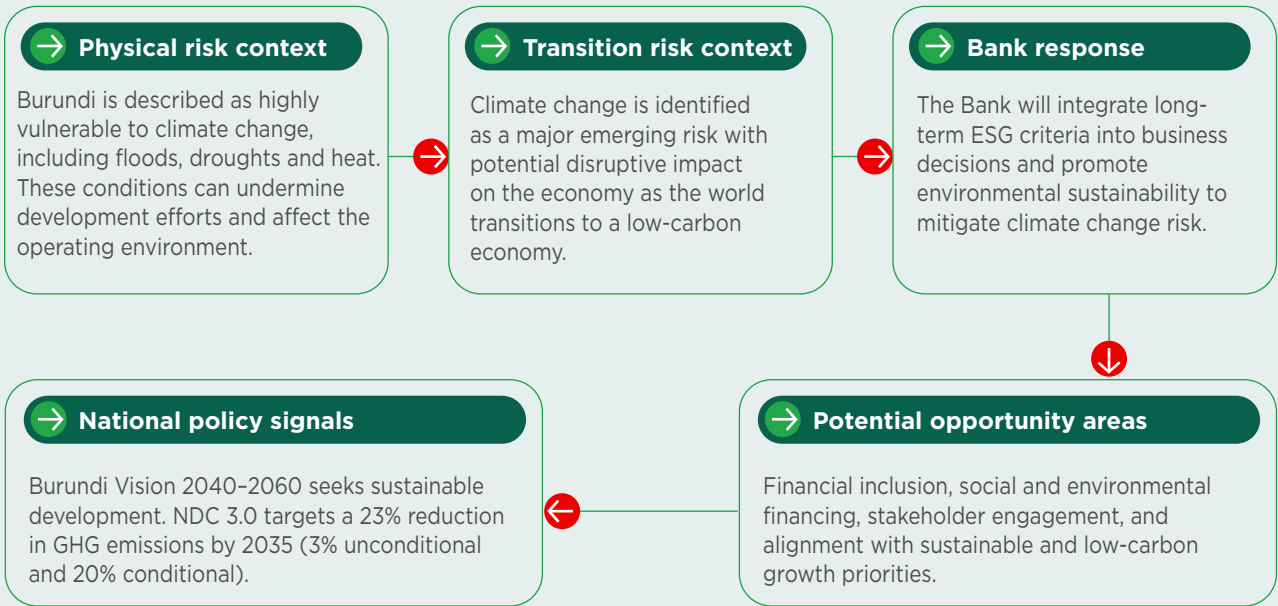 Physical risk context
Burundi is described as highly
vulnerable to climate change,
including floods, droughts and heat.
These conditions can undermine
development efforts and affect the
operating environment.
Transition risk context
Climate change is identified
as a major emerging risk with
potential disruptive impact
on the economy as the world
transitions to a low-carbon
economy.
Bank response
The Bank will integrate long-
term ESG criteria into business
decisions and promote
environmental sustainability to
mitigate climate change risk.
Potential opportunity areas
Financial inclusion, social and environmental
financing, stakeholder engagement, and
alignment with sustainable and low-carbon
growth priorities.
National policy signals
Burundi Vision 2040–2060 seeks sustainable
development. NDC 3.0 targets a 23% reduction
in GHG emissions by 2035 (3% unconditional
and 20% conditional).